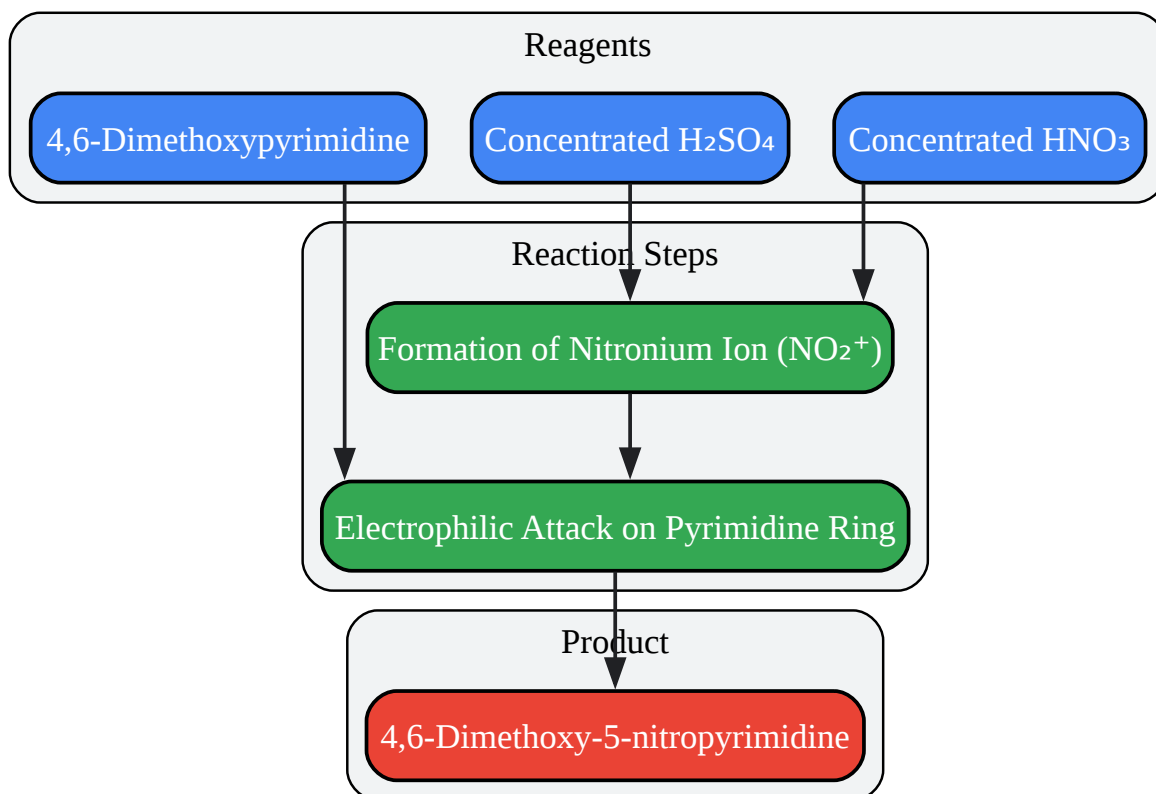 Reagents
4,6-Dimethoxypyrimidine
Concentrated H₂SO₄
Concentrated HNO₃
Reaction Steps
Formation of Nitronium Ion (NO₂⁺)
Electrophilic Attack on Pyrimidine Ring
Product
4,6-Dimethoxy-5-nitropyrimidine